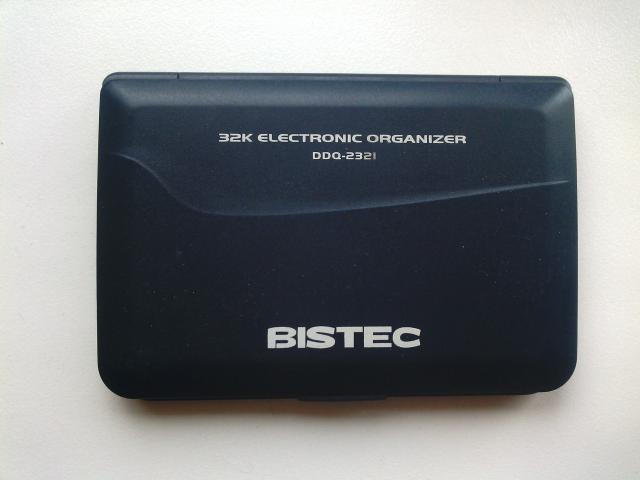 32K ELECTRONIC ORGANIZER
DDQ-2321
BISTEC